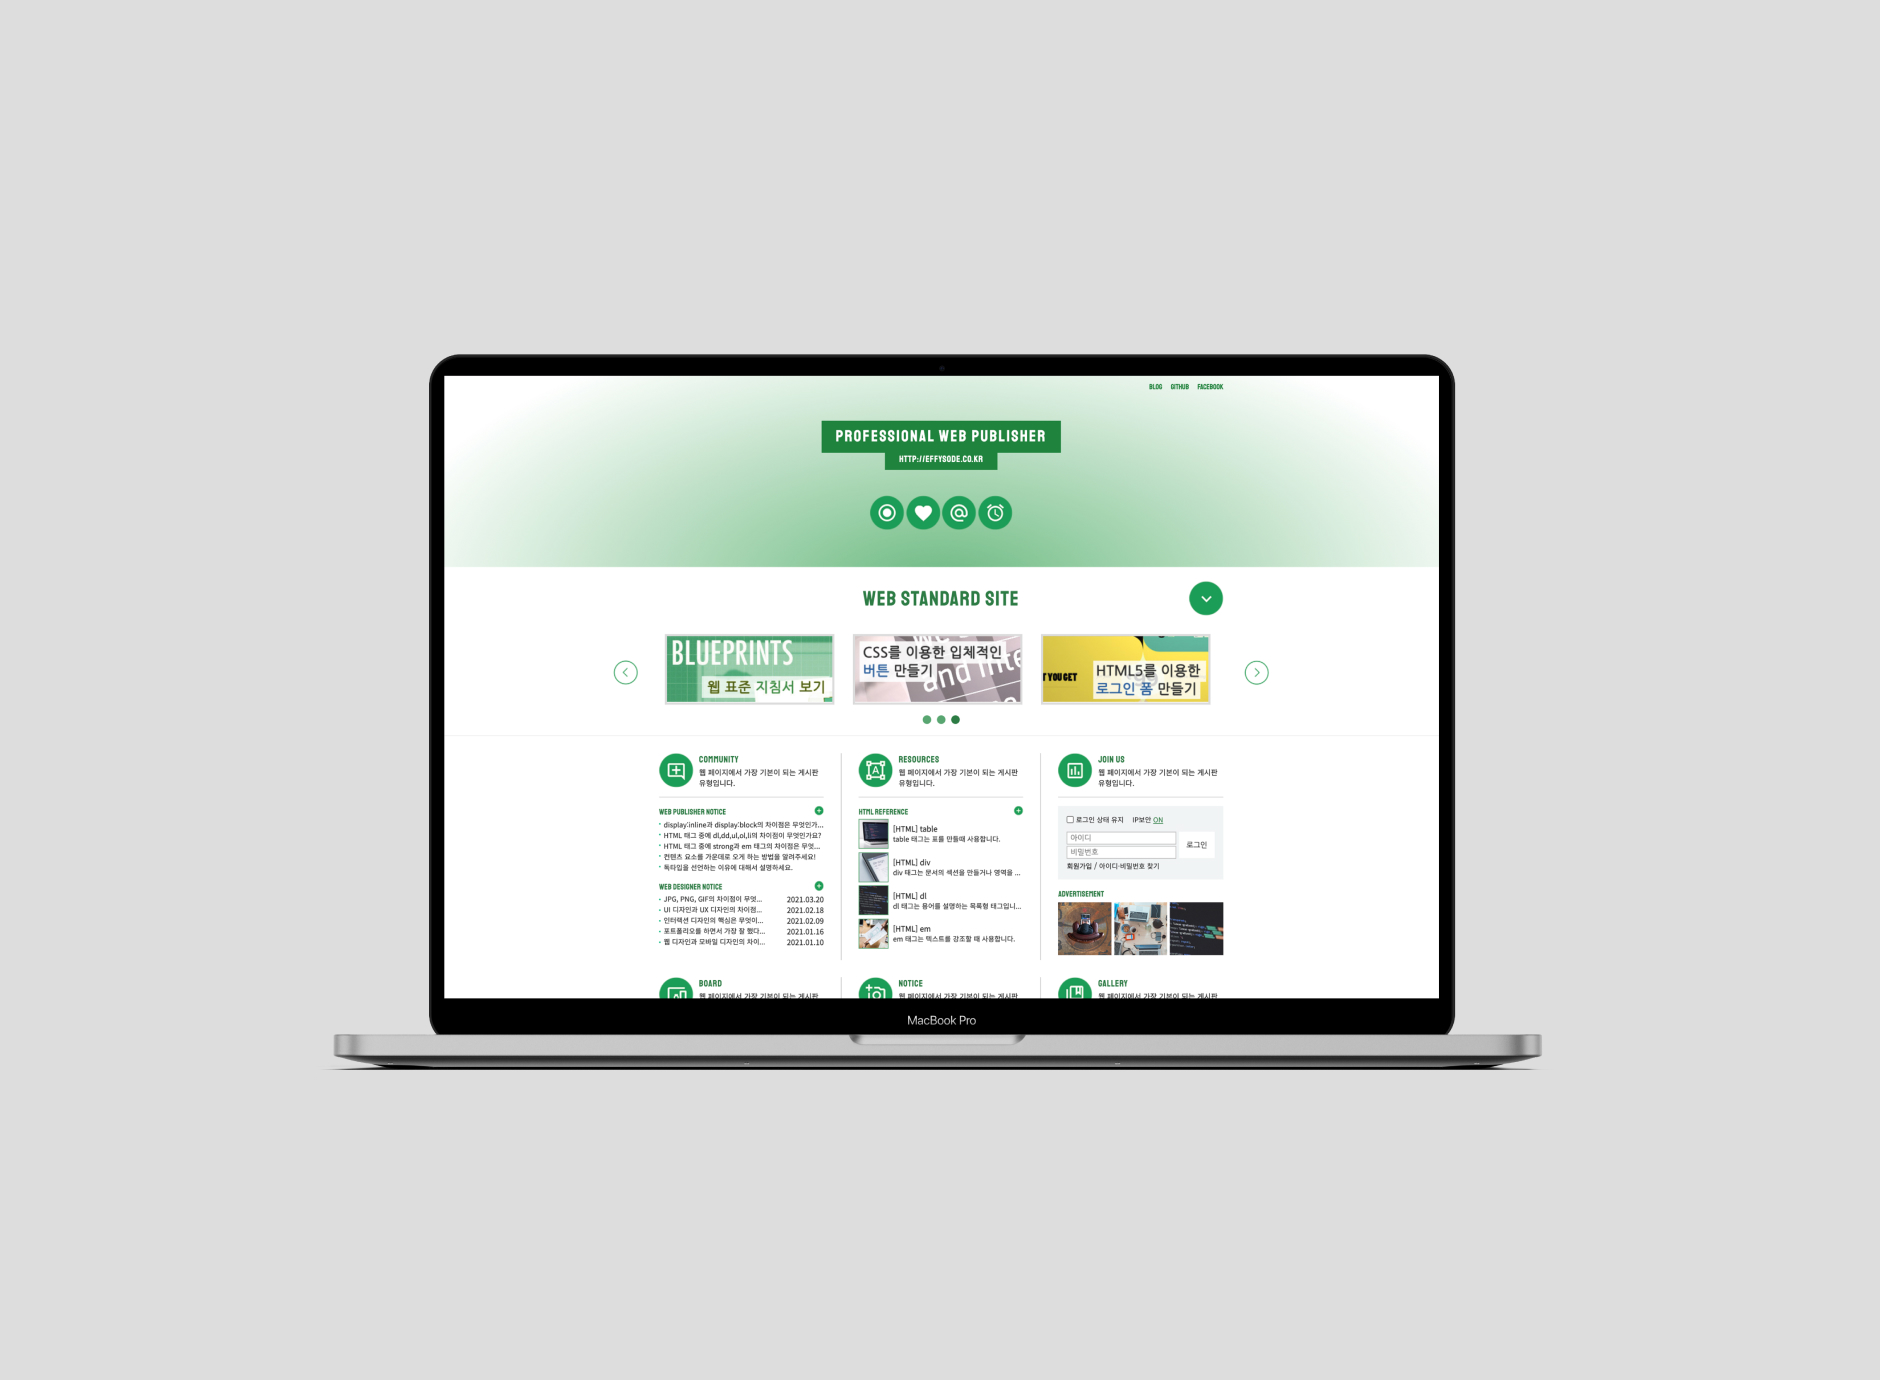 BLOG GITHUB FACEBOOK
PROFESSIONAL WEB PUBLISHER
HTTP://EFFYSODE.CO.KR
WEB STANDARD SITE
BLUEPRINTS
웹 표준 지침서 보기
CSS를 이용한 입체적인
버튼 만들기
and inte
T YOU GET
HTML5를 이용한
로그인 폼 만들기
COMMUNITY
웹 페이지에서 가장 기본이 되는 게시판
유형입니다.
WEB PUBLISHER NOTICE
display:inline과 display:block의 차이점은 무엇인가...
HTML 태그 중에 dl,dd,ul,ol,li의 차이점이 무엇인가요?
HTML 태그 중에 strong과 em 태그의 차이점은 무엇...
컨텐츠 요소를 가운데로 오게 하는 방법을 알려주세요!
독타입을 선언하는 이유에 대해서 설명하세요.
WEB DESIGNER NOTICE
JPG, PNG, GIF의 차이점이 무엇... 2021.03.20
UI 디자인과 UX 디자인의 차이점... 2021.02.18
인터랙션 디자인의 핵심은 무엇이... 2021.02.09
포트폴리오를 하면서 가장 잘 했다... 2021.01.16
웹 디자인과 모바일 디자인의 차이... 2021.01.10
RESOURCES
웹 페이지에서 가장 기본이 되는 게시판
유형입니다.
HTML REFERENCE
[HTML] table
table 태그는 표를 만들때 사용합니다.
[HTML] div
div 태그는 문서의 섹션을 만들거나 영역을 ...
[HTML] dl
dl 태그는 용어를 설명하는 목록형 태그입니...
[HTML] em
em 태그는 텍스트를 강조할 때 사용합니다.
JOIN US
웹 페이지에서 가장 기본이 되는 게시판
유형입니다.
로그인 상태 유지 IP보안 ON
아이디
비밀번호
로그인
회원가입 / 아이디·비밀번호 찾기
ADVERTISEMENT
BOARD
웹 페이지에서 가장 기본이 되는 게시판
NOTICE
웹 페이지에서 가장 기본이 되는 게시판
GALLERY
웹 페이지에서 가장 기본이 되는 게시판
MacBook Pro